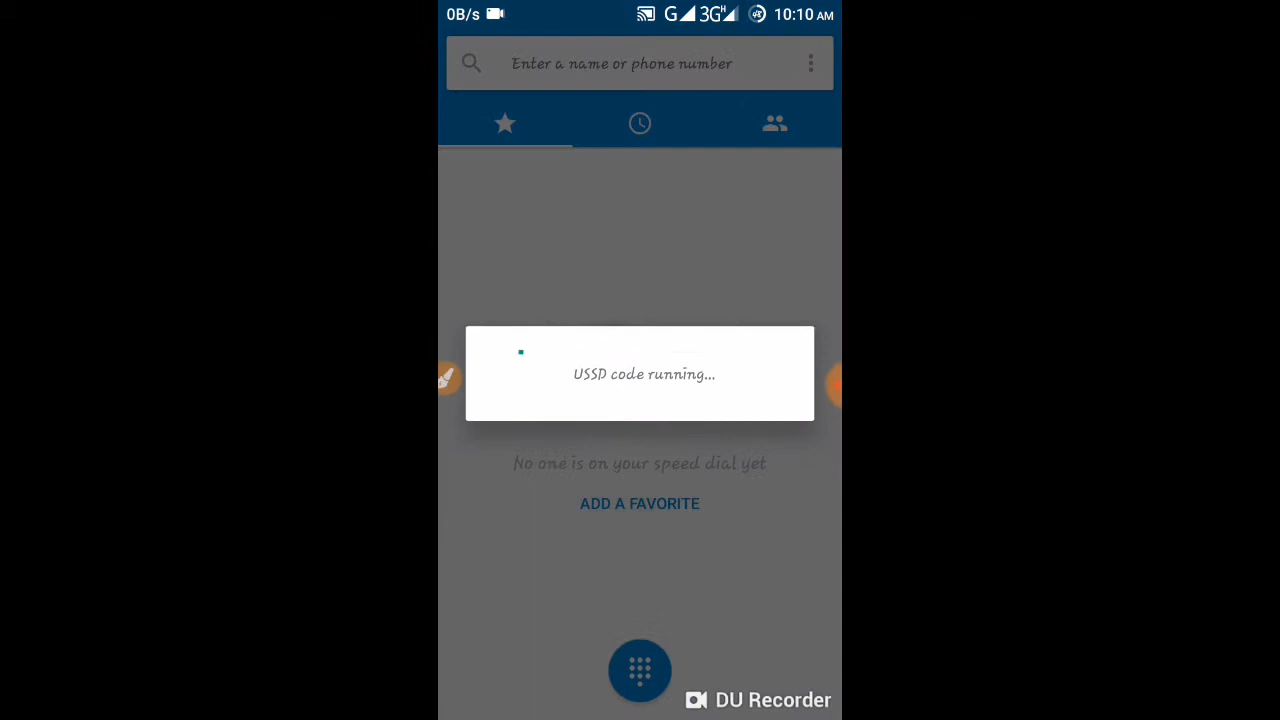 0B/s G 3G H 10:10 AM
Enter a name or phone number
USSD code running...
No one is on your speed dial yet
ADD A FAVORITE
DU Recorder